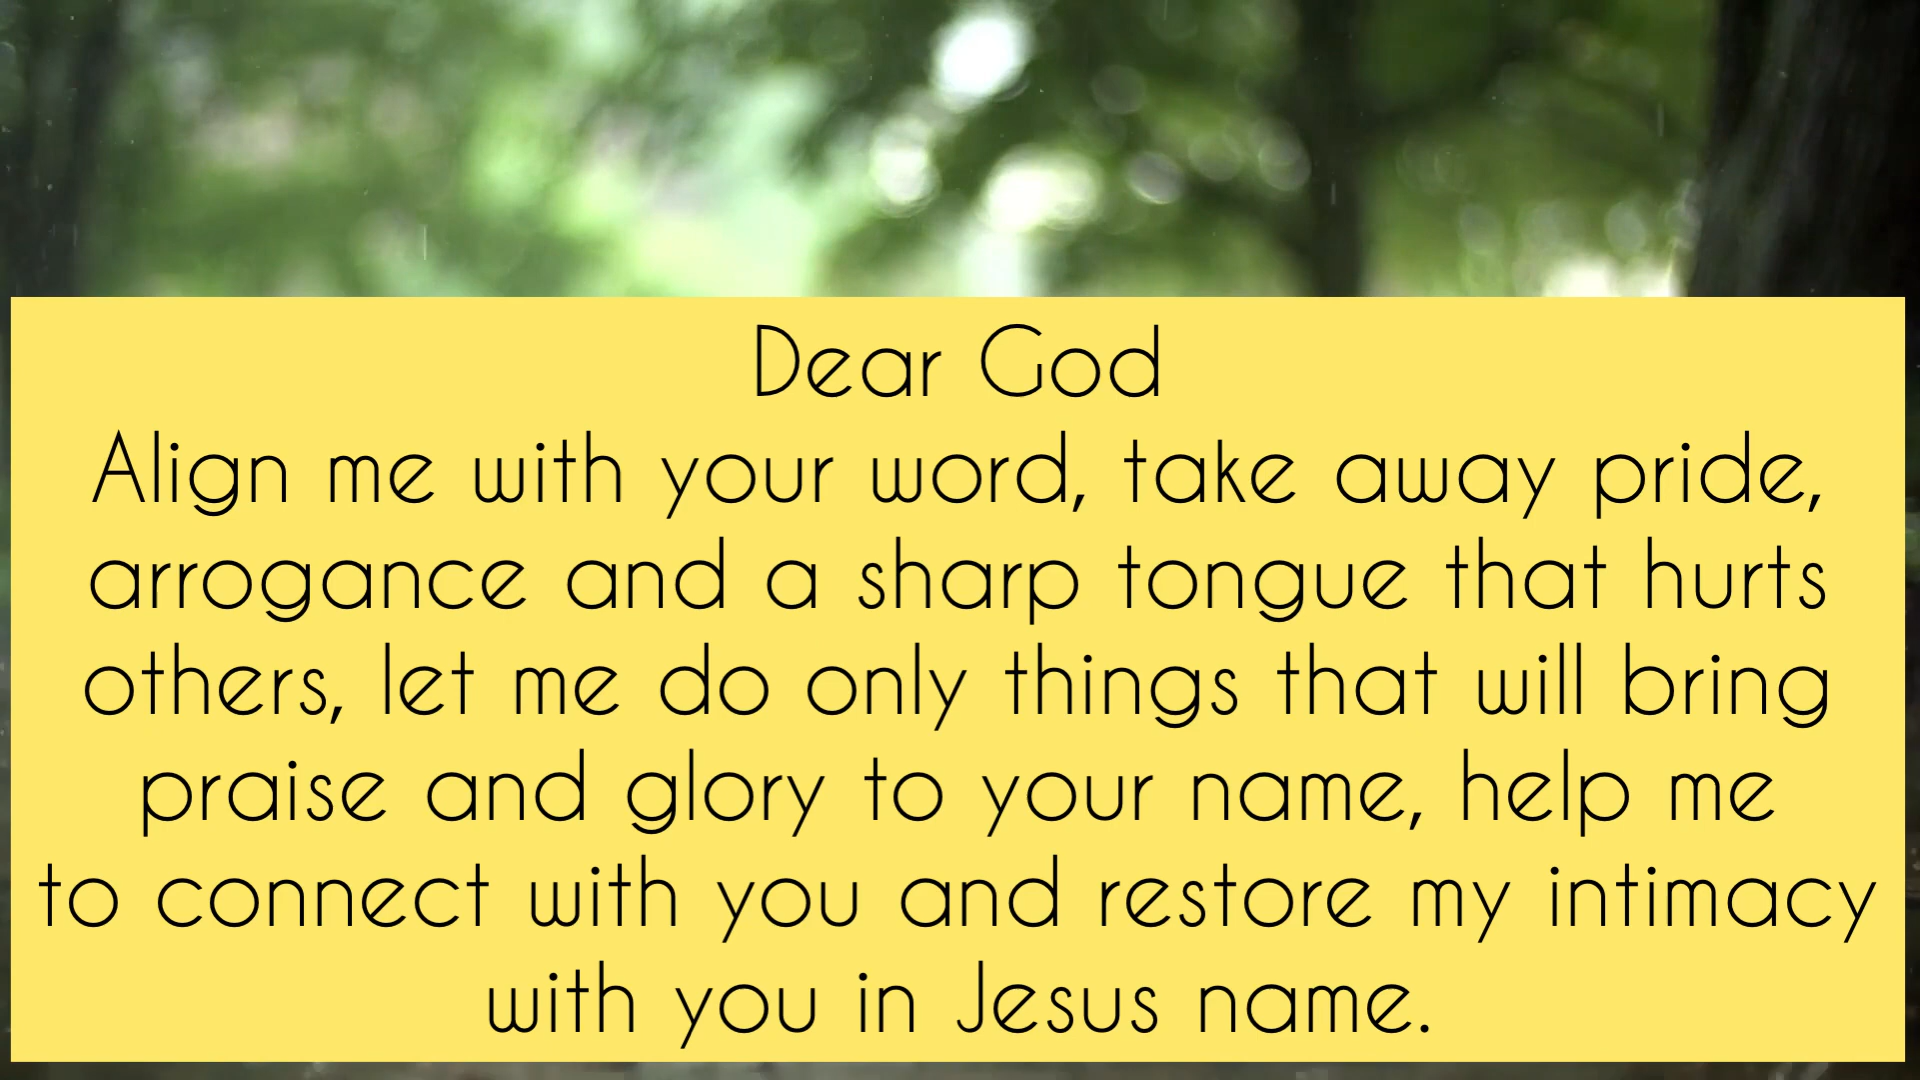 Dear God
Align me with your word, take away pride,
arrogance and a sharp tongue that hurts
others, let me do only things that will bring
praise and glory to your name, help me
to connect with you and restore my intimacy
with you in Jesus name.